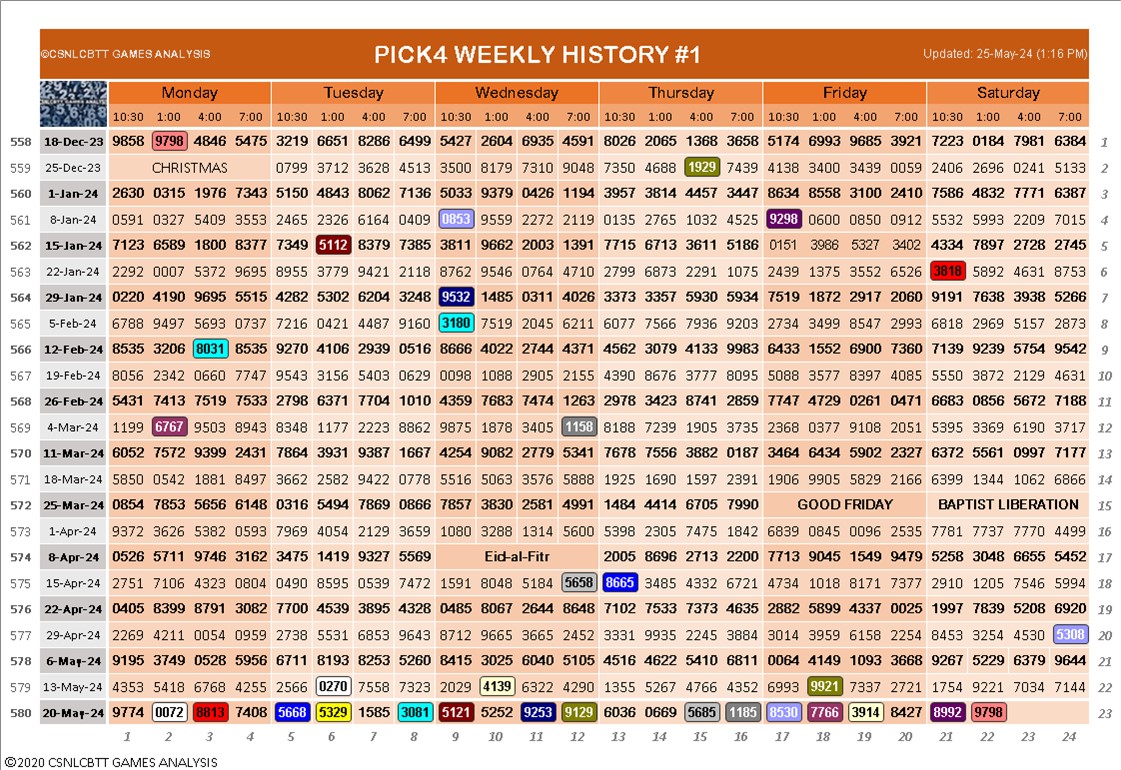 ©CSNLCBTT GAMES ANALYSIS PICK4 WEEKLY HISTORY #1 Updated: 25-May-24 (1:16 PM)
Monday Tuesday Wednesday Thursday Friday Saturday
10:30 1:00 4:00 7:00 10:30 1:00 4:00 7:00 10:30 1:00 4:00 7:00 10:30 1:00 4:00 7:00 10:30 1:00 4:00 7:00 10:30 1:00 4:00 7:00
558 18-Dec-23 9858 9798 4846 5475 3219 6651 8286 6499 5427 2604 6935 4591 8026 2065 1368 3658 5174 6993 9685 3921 7223 0184 7981 6384 1
559 25-Dec-23 CHRISTMAS 0799 3712 3628 4513 3500 8179 7310 9048 7350 4688 1929 7439 4138 3400 3439 0059 2406 2696 0241 5133 2
560 1-Jan-24 2630 0315 1976 7343 5150 4843 8062 7136 5033 9379 0426 1194 3957 3814 4457 3447 8634 8558 3100 2410 7586 4832 7771 6387 3
561 8-Jan-24 0591 0327 5409 3553 2465 2326 6164 0409 0853 9559 2272 2119 0135 2765 1032 4525 9298 0600 0850 0912 5532 5993 2209 7015 4
562 15-Jan-24 7123 6589 1800 8377 7349 5112 8379 7385 3811 9662 2003 1391 7715 6713 3611 5186 0151 3986 5327 3402 4334 7897 2728 2745 5
563 22-Jan-24 2292 0007 5372 9695 8955 3779 9421 2118 8762 9546 0764 4710 2799 6873 2291 1075 2439 1375 3552 6526 3818 5892 4631 8753 6
564 29-Jan-24 0220 4190 9695 5515 4282 5302 6204 3248 9532 1485 0311 4026 3373 3357 5930 5934 7519 1872 2917 2060 9191 7638 3938 5266 7
565 5-Feb-24 6788 9497 5693 0737 7216 0421 4487 9160 3180 7519 2045 6211 6077 7566 7936 9203 2734 3499 8547 2993 6818 2969 5157 2873 8
566 12-Feb-24 8535 3206 8031 8535 9270 4106 2939 0516 8666 4022 2744 4371 4562 3079 4133 9983 6433 1552 6900 7360 7139 9239 5754 9542 9
567 19-Feb-24 8056 2342 0660 7747 9543 3156 5403 0629 0098 1088 2905 2155 4390 8676 3777 8095 5088 3577 8397 4085 5550 3872 2129 4631 10
568 26-Feb-24 5431 7413 7519 7533 2798 6371 7704 1010 4359 7683 7474 1263 2978 3423 8741 2859 7747 4729 0261 0471 6683 0856 5672 7188 11
569 4-Mar-24 1199 6767 9503 8943 8348 1177 2223 8862 9875 1878 3405 1158 8188 7239 1905 3735 2368 0377 9108 2051 5395 3369 6190 3717 12
570 11-Mar-24 6052 7572 9399 2431 7864 3931 9387 1667 4254 9082 2779 5341 7678 7556 3882 0187 3464 6434 5902 2327 6372 5561 0997 7177 13
571 18-Mar-24 5850 0542 1881 8497 3662 2582 9422 0778 5516 5063 3576 5888 1925 1690 1597 2391 1906 9905 5829 2166 6399 1344 1062 6866 14
572 25-Mar-24 0854 7853 5656 6148 0316 5494 7869 0866 7857 3830 2581 4991 1484 4414 6705 7990 GOOD FRIDAY BAPTIST LIBERATION 15
573 1-Apr-24 9372 3626 5382 0593 7969 4054 2129 3659 1080 3288 1314 5600 5398 2305 7475 1842 6839 0845 0096 2535 7781 7737 7770 4499 16
574 8-Apr-24 0526 5711 9746 3162 3475 1419 9327 5569 Eid-al-Fitr 2005 8696 2713 2200 7713 9045 1549 9479 5258 3048 6655 5452 17
575 15-Apr-24 2751 7106 4323 0804 0490 8595 0539 7472 1591 8048 5184 5658 8665 3485 4332 6721 4734 1018 8171 7377 2910 1205 7546 5994 18
576 22-Apr-24 0405 8399 8791 3082 7700 4539 3895 4328 0485 8067 2644 8648 7102 7533 7373 4635 2882 5899 4337 0025 1997 7839 5208 6920 19
577 29-Apr-24 2269 4211 0054 0959 2738 5531 6853 9643 8712 9665 3665 2452 3331 9935 2245 3884 3014 3959 6158 2254 8453 3254 4530 5308 20
578 6-May-24 9195 3749 0528 5956 6711 8193 8253 5260 8415 3025 6040 5105 4516 4622 5410 6811 0064 4149 1093 3668 9267 5229 6379 9644 21
579 13-May-24 4353 5418 6768 4255 2566 0270 7558 7323 2029 4139 6322 4290 1355 5267 4766 4352 6993 9921 7337 2721 1754 9221 7034 7144 22
580 20-May-24 9774 0072 8813 7408 5668 5329 1585 3081 5121 5252 9253 9129 6036 0669 5685 1185 8530 7766 3914 8427 8992 9798 23
1 2 3 4 5 6 7 8 9 10 11 12 13 14 15 16 17 18 19 20 21 22 23 24
©2020 CSNLCBTT GAMES ANALYSIS